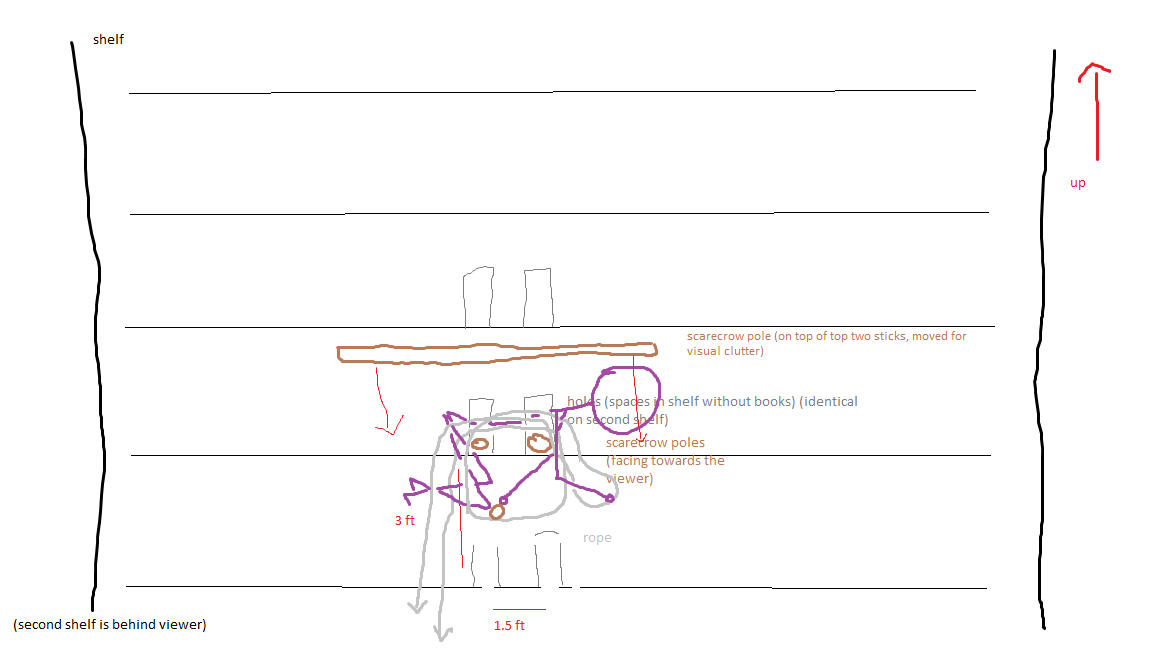 shelf
up
scarecrow pole (on top of top two sticks, moved for
visual clutter)
holes (spaces in shelf without books) (identical
on second shelf)
scarecrow poles
(facing towards the
viewer)
3 ft
rope
(second shelf is behind viewer)
1.5 ft